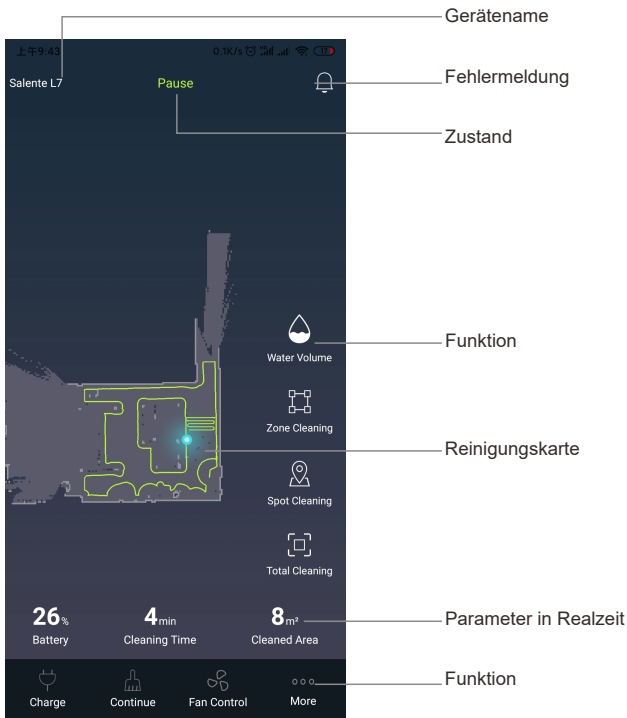 Gerätename
上午9:43
0.1K/s
17
Salente L7
Pause
Fehlermeldung
Zustand
Water Volume
Funktion
Zone Cleaning
Reinigungskarte
Spot Cleaning
Total Cleaning
26% 4min 8m²
Parameter in Realzeit
Battery Cleaning Time Cleaned Area
Funktion
Charge Continue Fan Control More